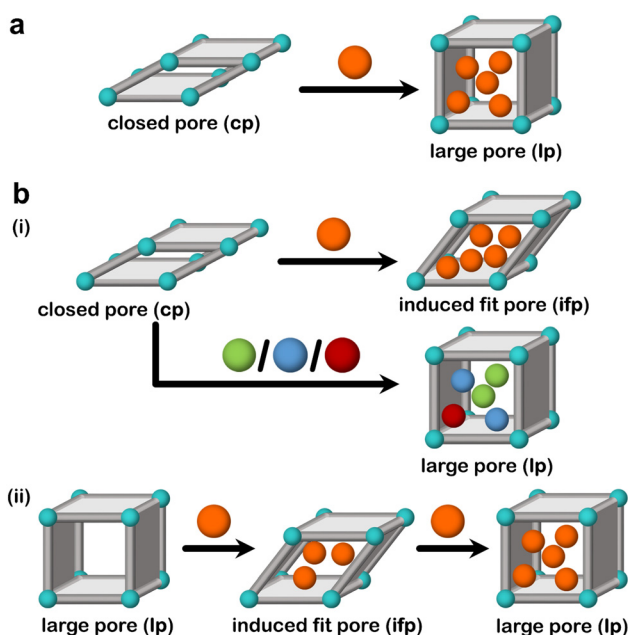 a
closed pore (cp)
large pore (lp)
b
(i)
closed pore (cp)
induced fit pore (ifp)
/ /
large pore (lp)
(ii)
large pore (lp)
induced fit pore (ifp)
large pore (lp)